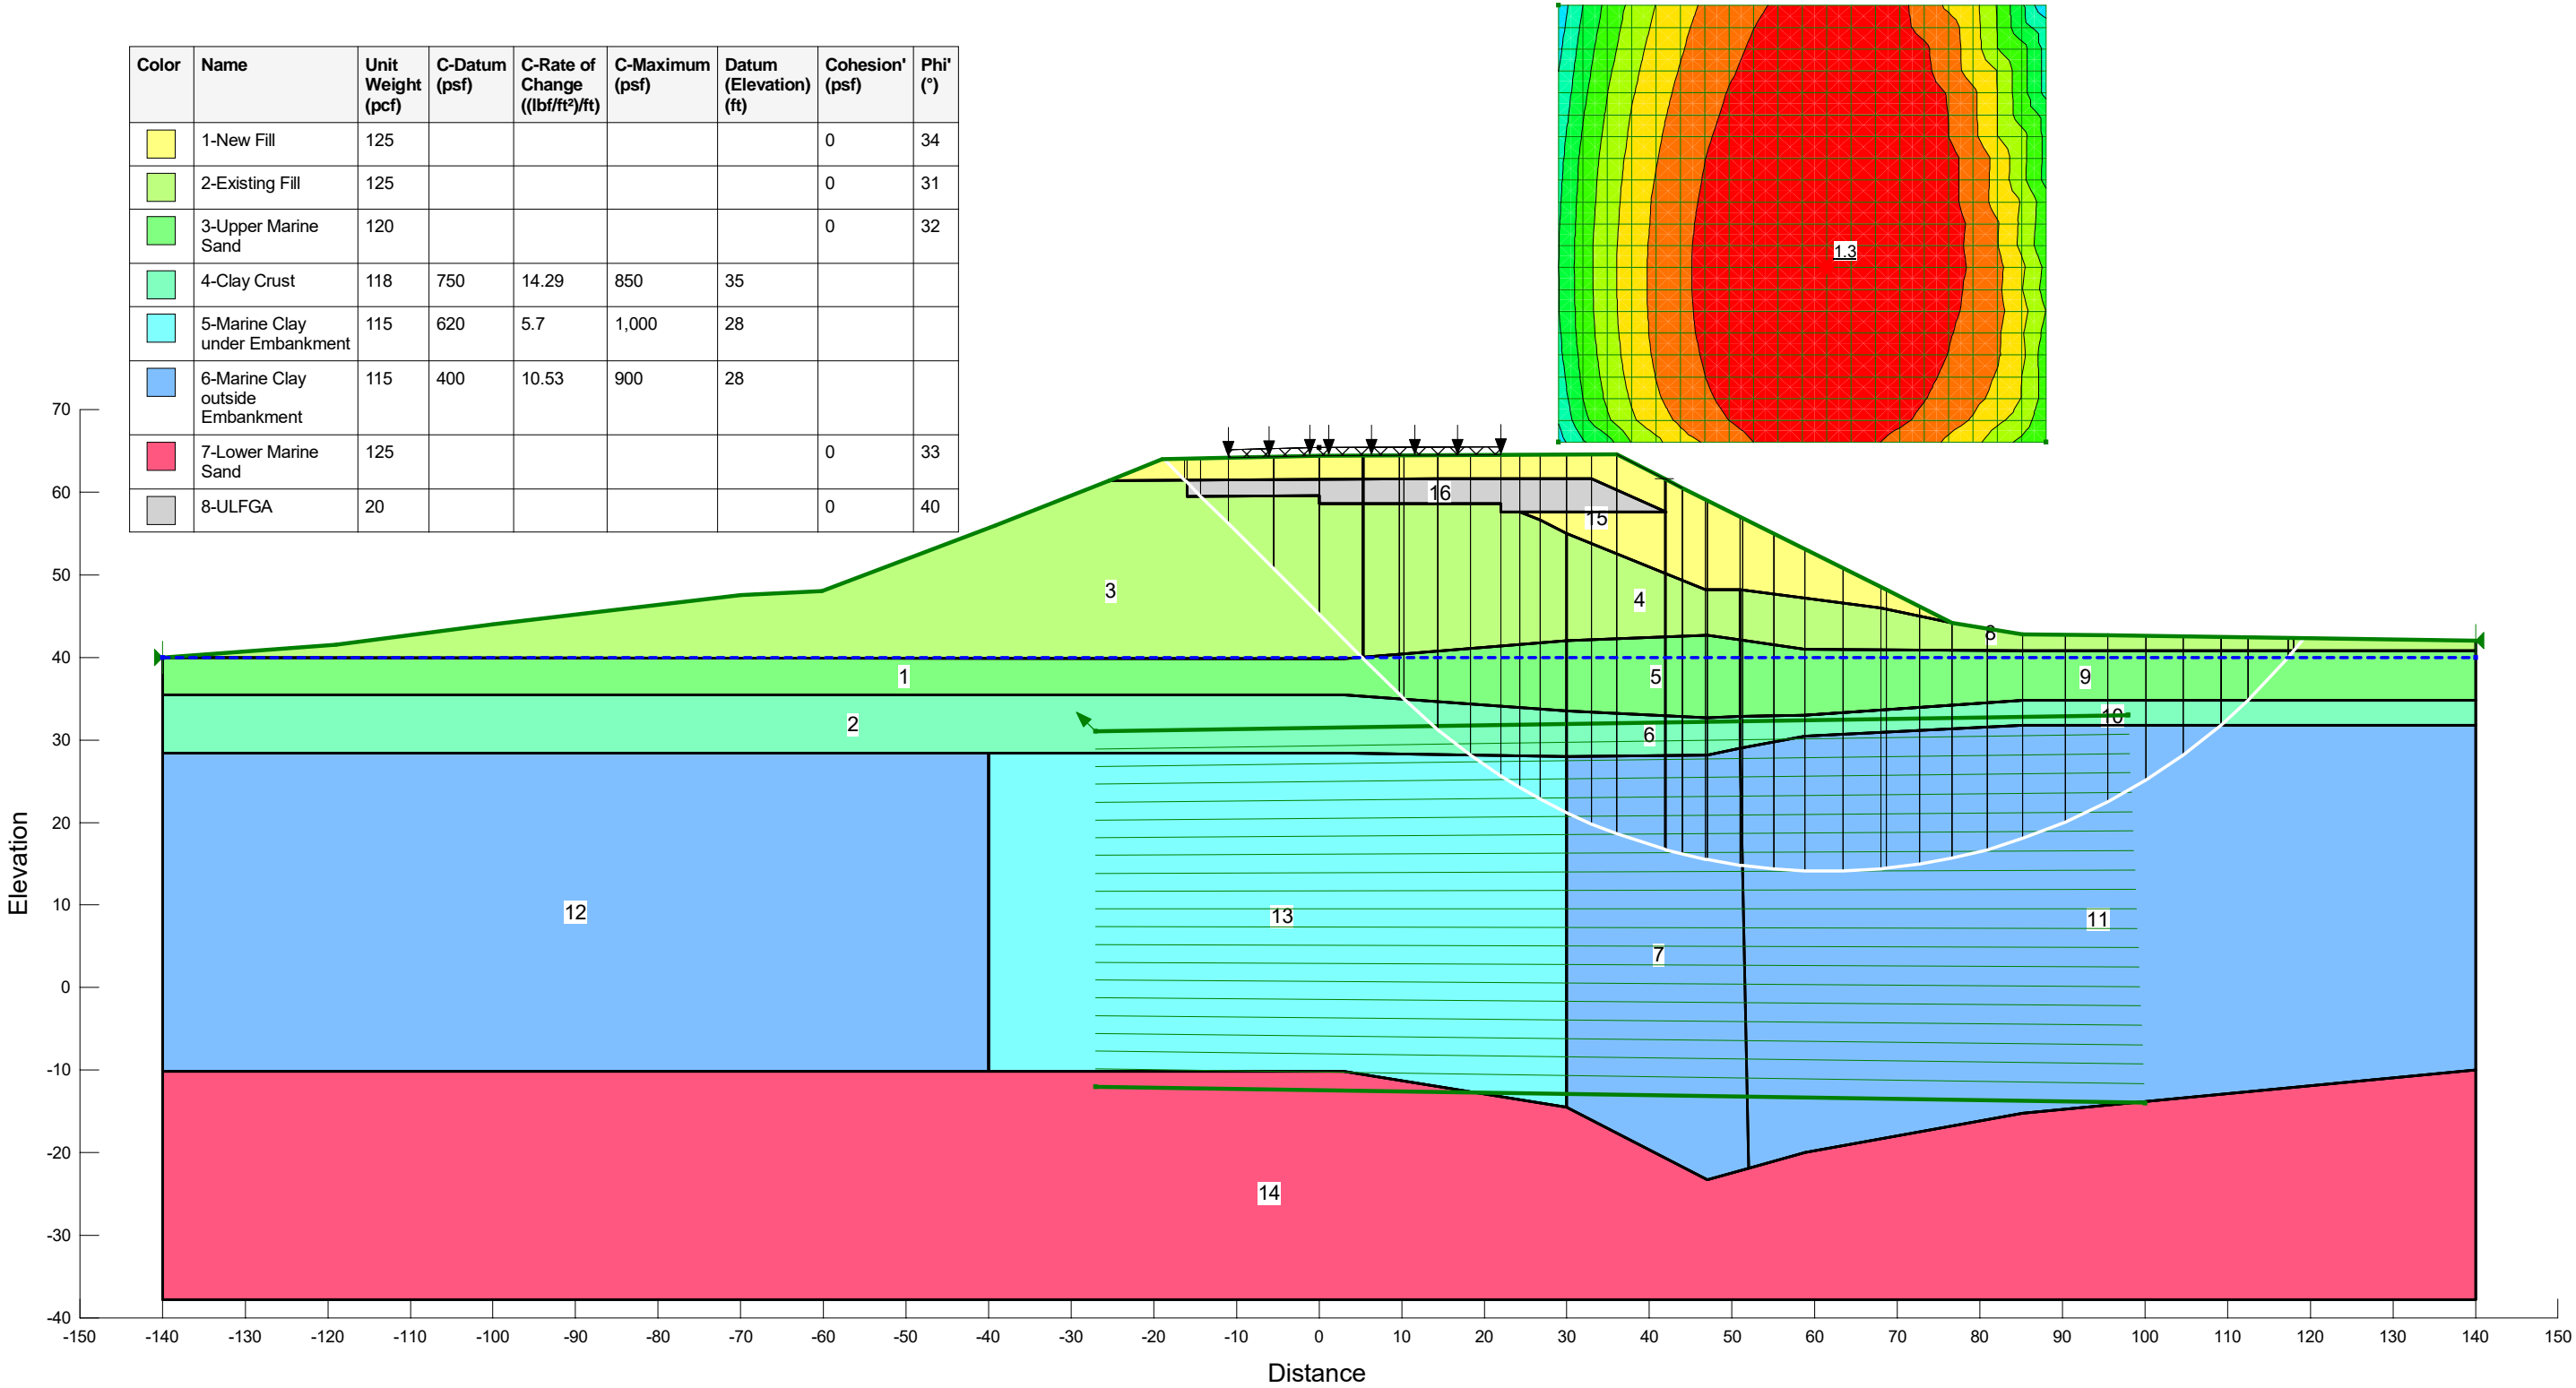 Color Name Unit Weight (pcf) C-Datum (psf) C-Rate of Change ((lbf/ft²)/ft) C-Maximum (psf) Datum (Elevation) (ft) Cohesion' (psf) Phi' (°)
1-New Fill 125 0 34
2-Existing Fill 125 0 31
3-Upper Marine Sand 120 0 32
4-Clay Crust 118 750 14.29 850 35
5-Marine Clay under Embankment 115 620 5.7 1,000 28
6-Marine Clay outside Embankment 115 400 10.53 900 28
7-Lower Marine Sand 125 0 33
8-ULFGA 20 0 40
1.3
16
15
3
4
8
1
5
9
2
6
10
12
13
7
11
14
Elevation
70
60
50
40
30
20
10
0
-10
-20
-30
-40
-150 -140 -130 -120 -110 -100 -90 -80 -70 -60 -50 -40 -30 -20 -10 0 10 20 30 40 50 60 70 80 90 100 110 120 130 140 150
Distance